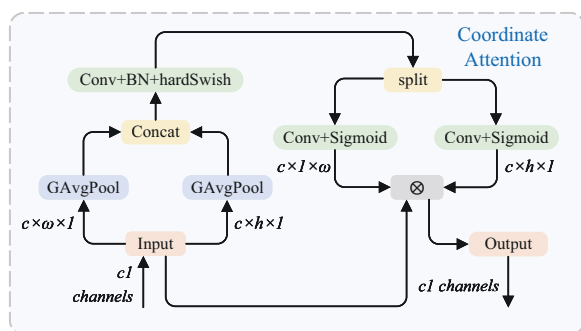 Coordinate
Attention
Conv+BN+hardSwish
split
Concat
Conv+Sigmoid
Conv+Sigmoid
c×1×ω
c×h×1
GAvgPool
GAvgPool
⊗
c×ω×1
c×h×1
Input
Output
c1
channels
c1 channels